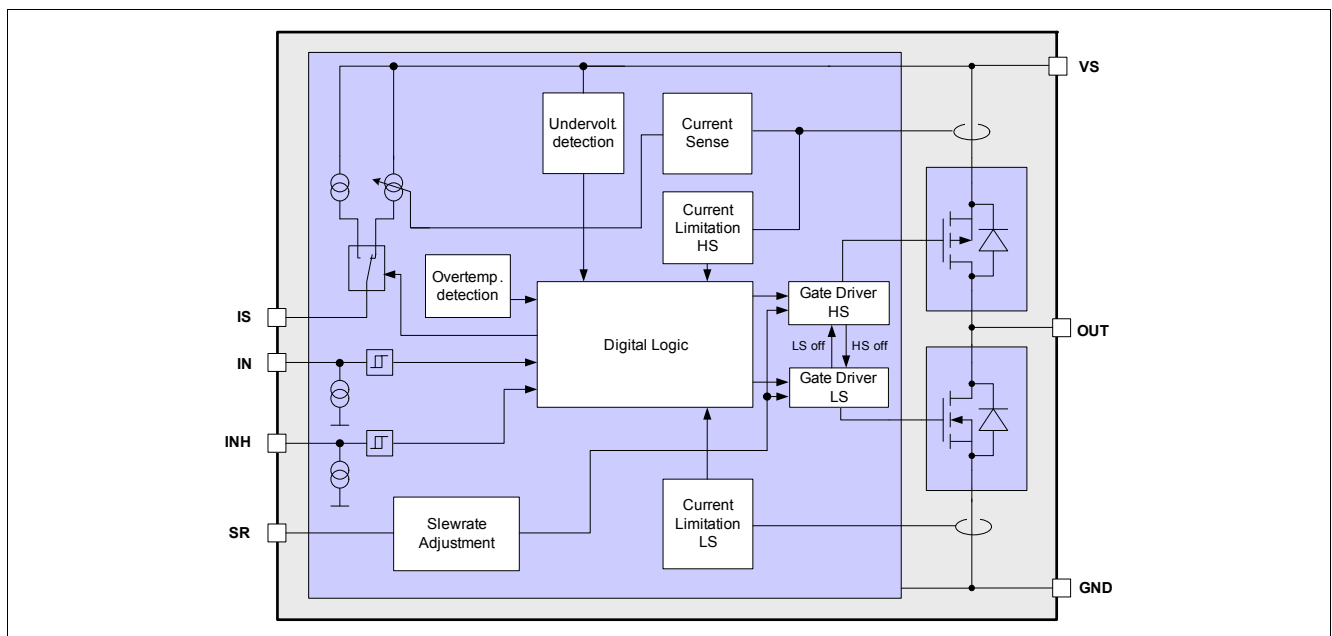 VS
Undervolt.
detection
Current
Sense
Current
Limitation
HS
Overtemp.
detection
IS
Gate Driver
HS
OUT
Digital Logic
LS off
HS off
IN
Gate Driver
LS
INH
Current
Limitation
LS
SR
Slewrate
Adjustment
GND